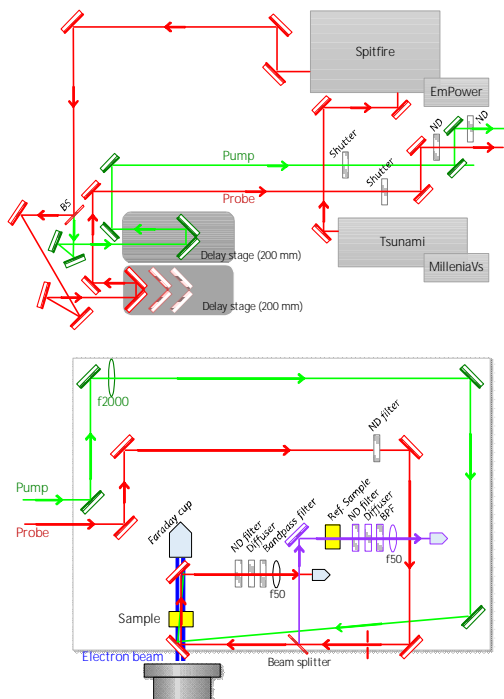 Spitfire
EmPower
ND
ND
Shutter
Pump
Shutter
Probe
BS
Tsunami
Delay stage (200 mm)
MilleniaVs
Delay stage (200 mm)
f2000
ND filter
Pump
Probe
Faraday cup
ND filter
Diffuser
Bandpass filter
Ref. Sample
ND filter
Diffuser
BPF
f50
f50
Sample
Electron beam
Beam splitter